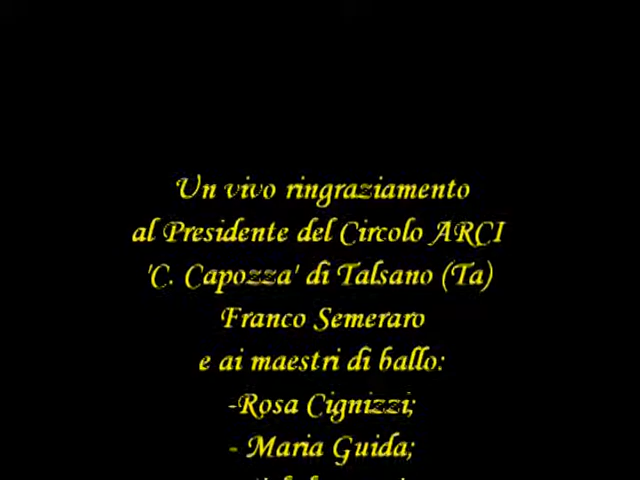 Un vivo ringraziamento
al Presidente del Circolo ARCI
'C. Capozza' di Talsano (Ta)
Franco Semeraro
e ai maestri di ballo:
-Rosa Cignizzi;
- Maria Guida;